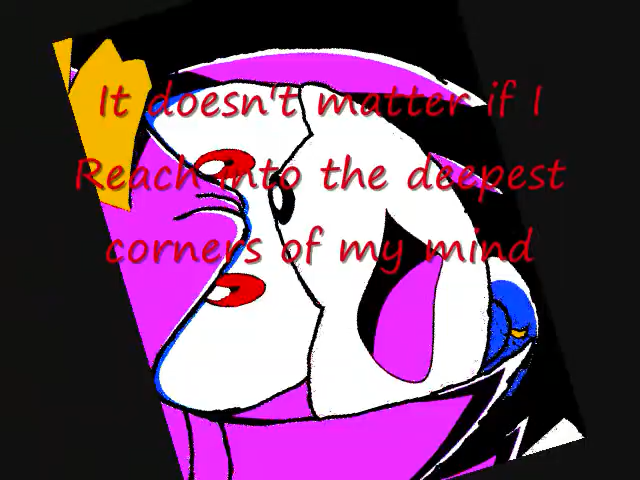 It doesn't matter if I
Reach into the deepest
corners of my mind